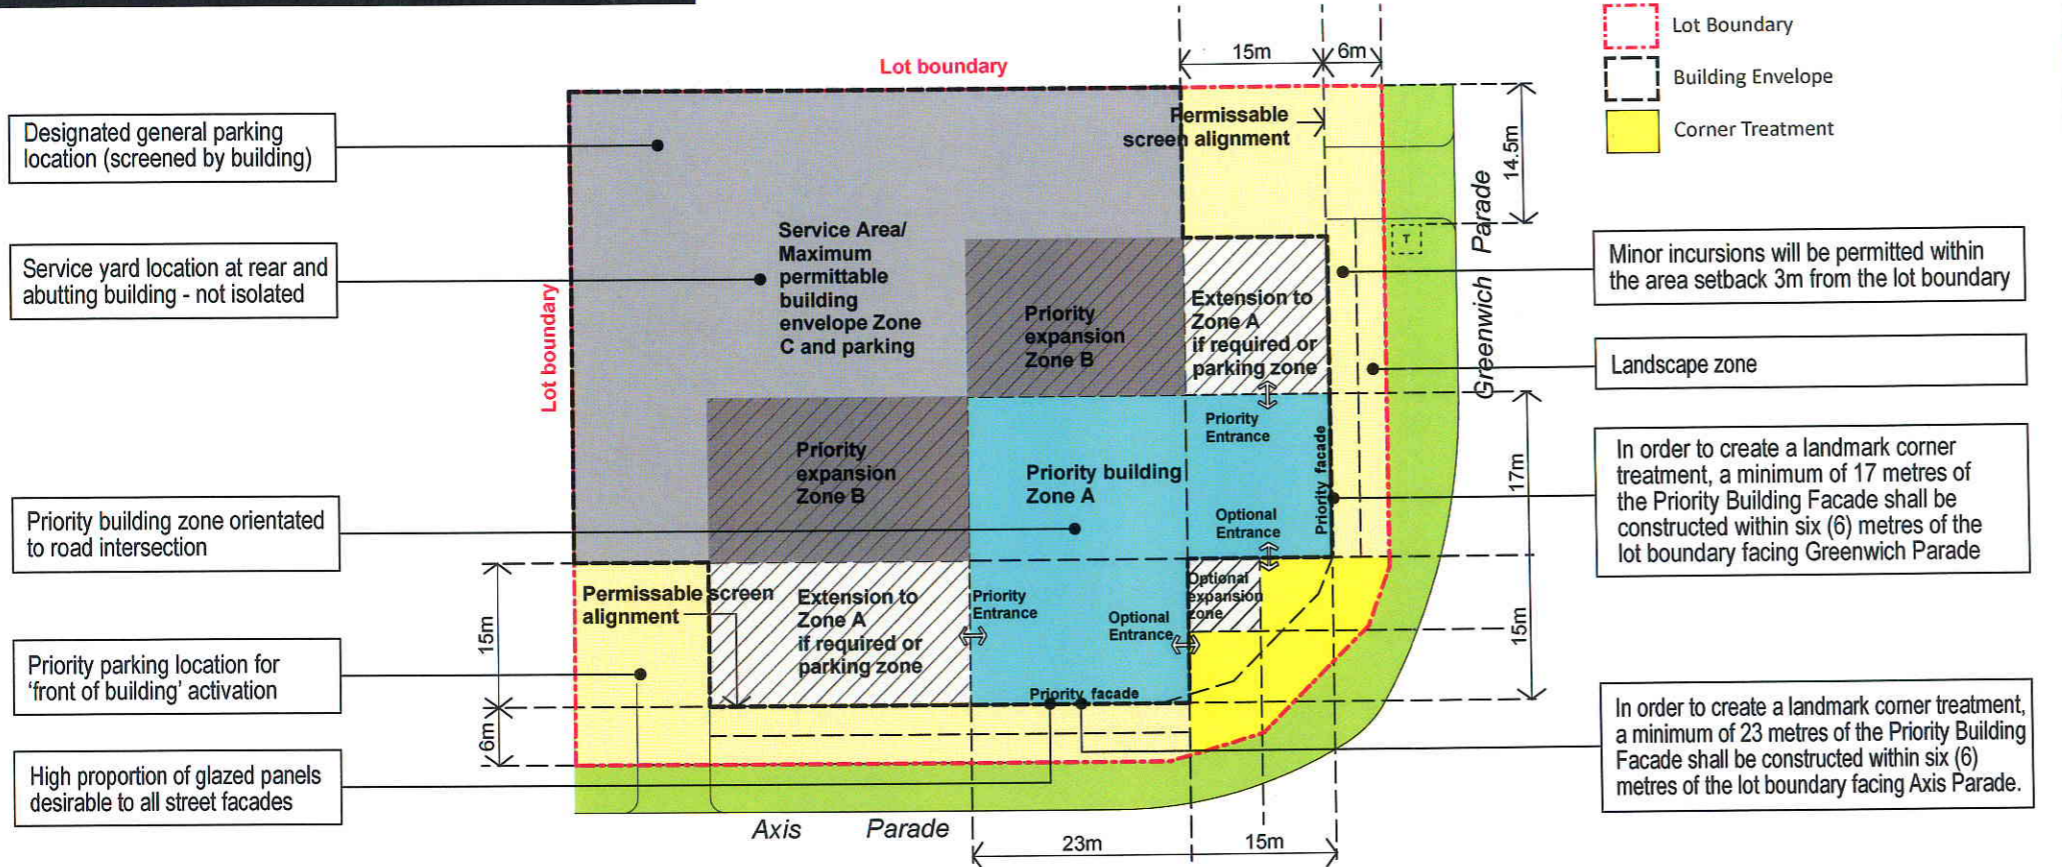 15m
6m
Lot Boundary
Building Envelope
Corner Treatment
Lot boundary
Designated general parking
location (screened by building)
Permissable
screen alignment
14.5m
Service Area/
Maximum
permittable
building
envelope Zone
C and parking
Service yard location at rear and
abutting building - not isolated
Lot boundary
Priority
expansion
Zone B
Extension to
Zone A
if required or
parking zone
T
Greenwich Parade
Minor incursions will be permitted within
the area setback 3m from the lot boundary
Landscape zone
Priority
Entrance
Priority facade
17m
In order to create a landmark corner
treatment, a minimum of 17 metres of
the Priority Building Facade shall be
constructed within six (6) metres of the
lot boundary facing Greenwich Parade
Priority
expansion
Zone B
Priority building
Zone A
Optional
Entrance
Priority building zone orientated
to road intersection
15m
Permissable screen
alignment
Extension to
Zone A
if required or
parking zone
Priority
Entrance
Optional
Entrance
Optional
expansion
zone
15m
Priority parking location for
'front of building' activation
Priority facade
6m
In order to create a landmark corner treatment,
a minimum of 23 metres of the Priority Building
Facade shall be constructed within six (6)
metres of the lot boundary facing Axis Parade.
High proportion of glazed panels
desirable to all street facades
Axis Parade
23m
15m